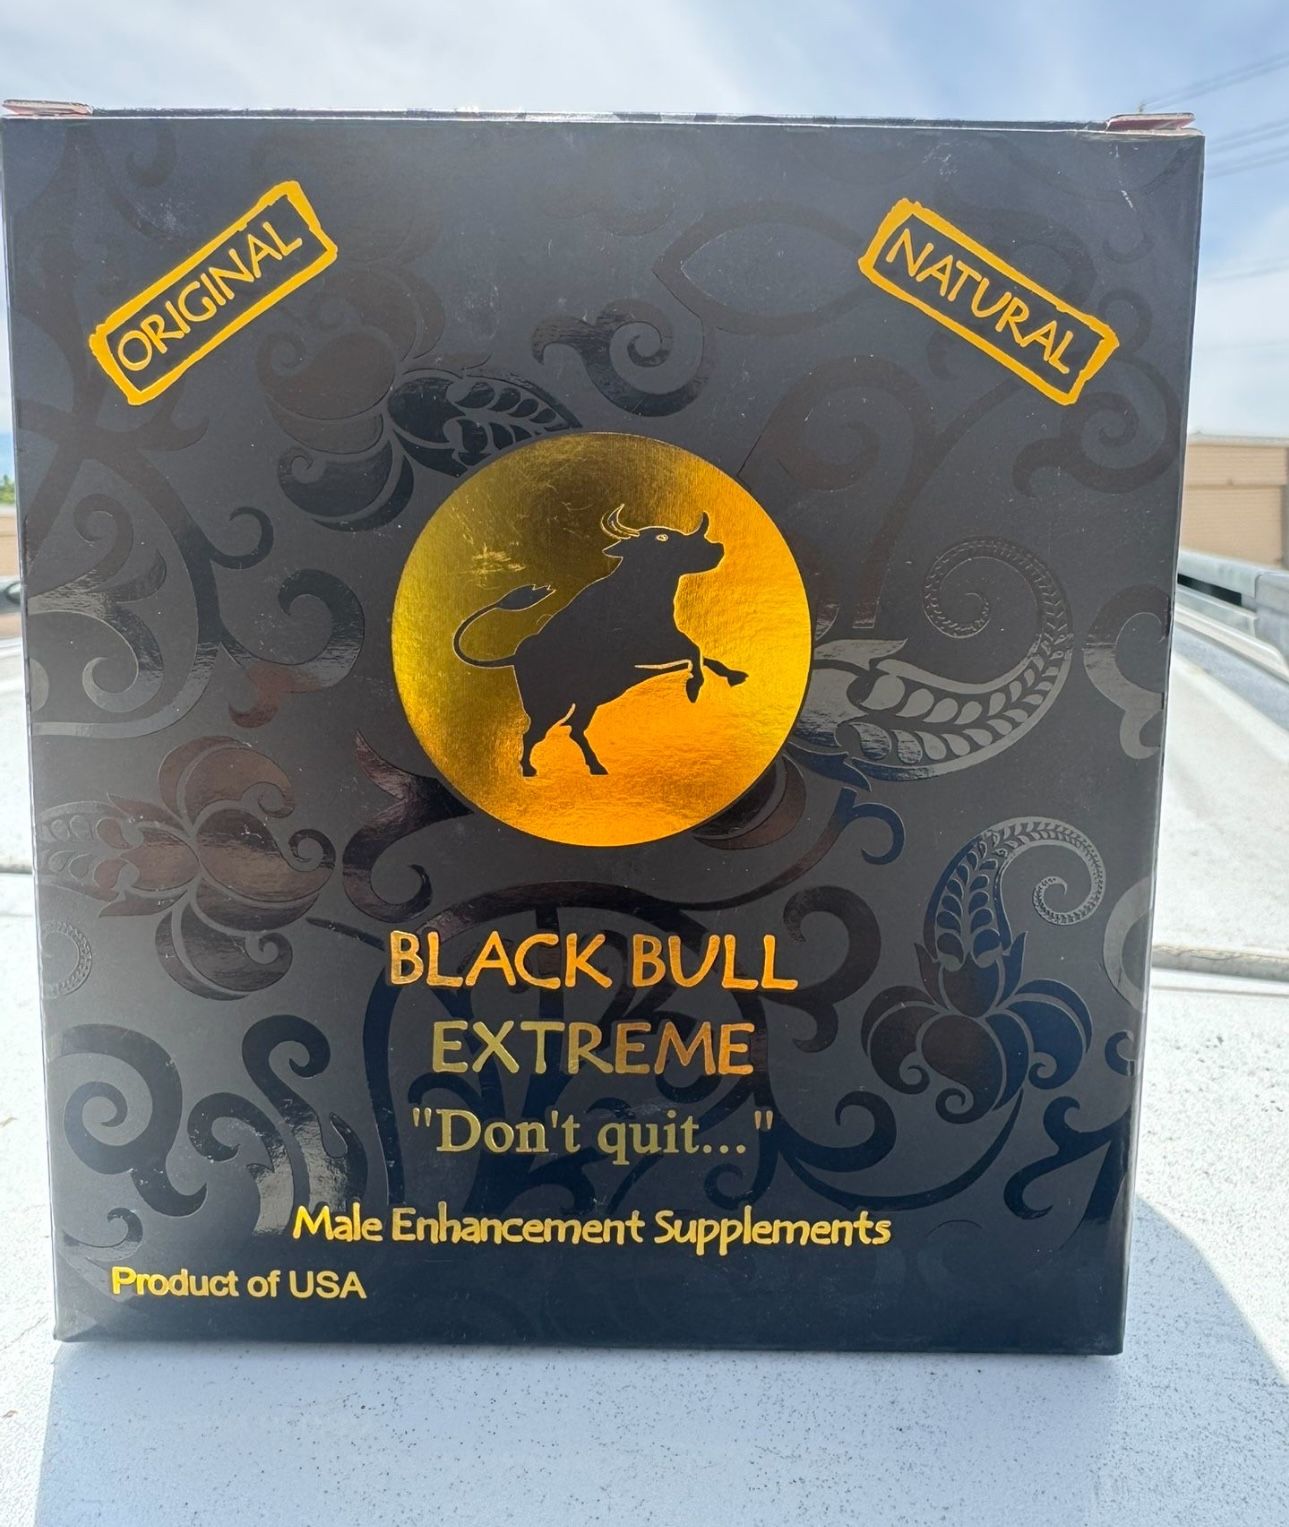 ORIGINAL
NATURAL
BLACK BULL
EXTREME
"Don't quit..."
Male Enhancement Supplements
Product of USA